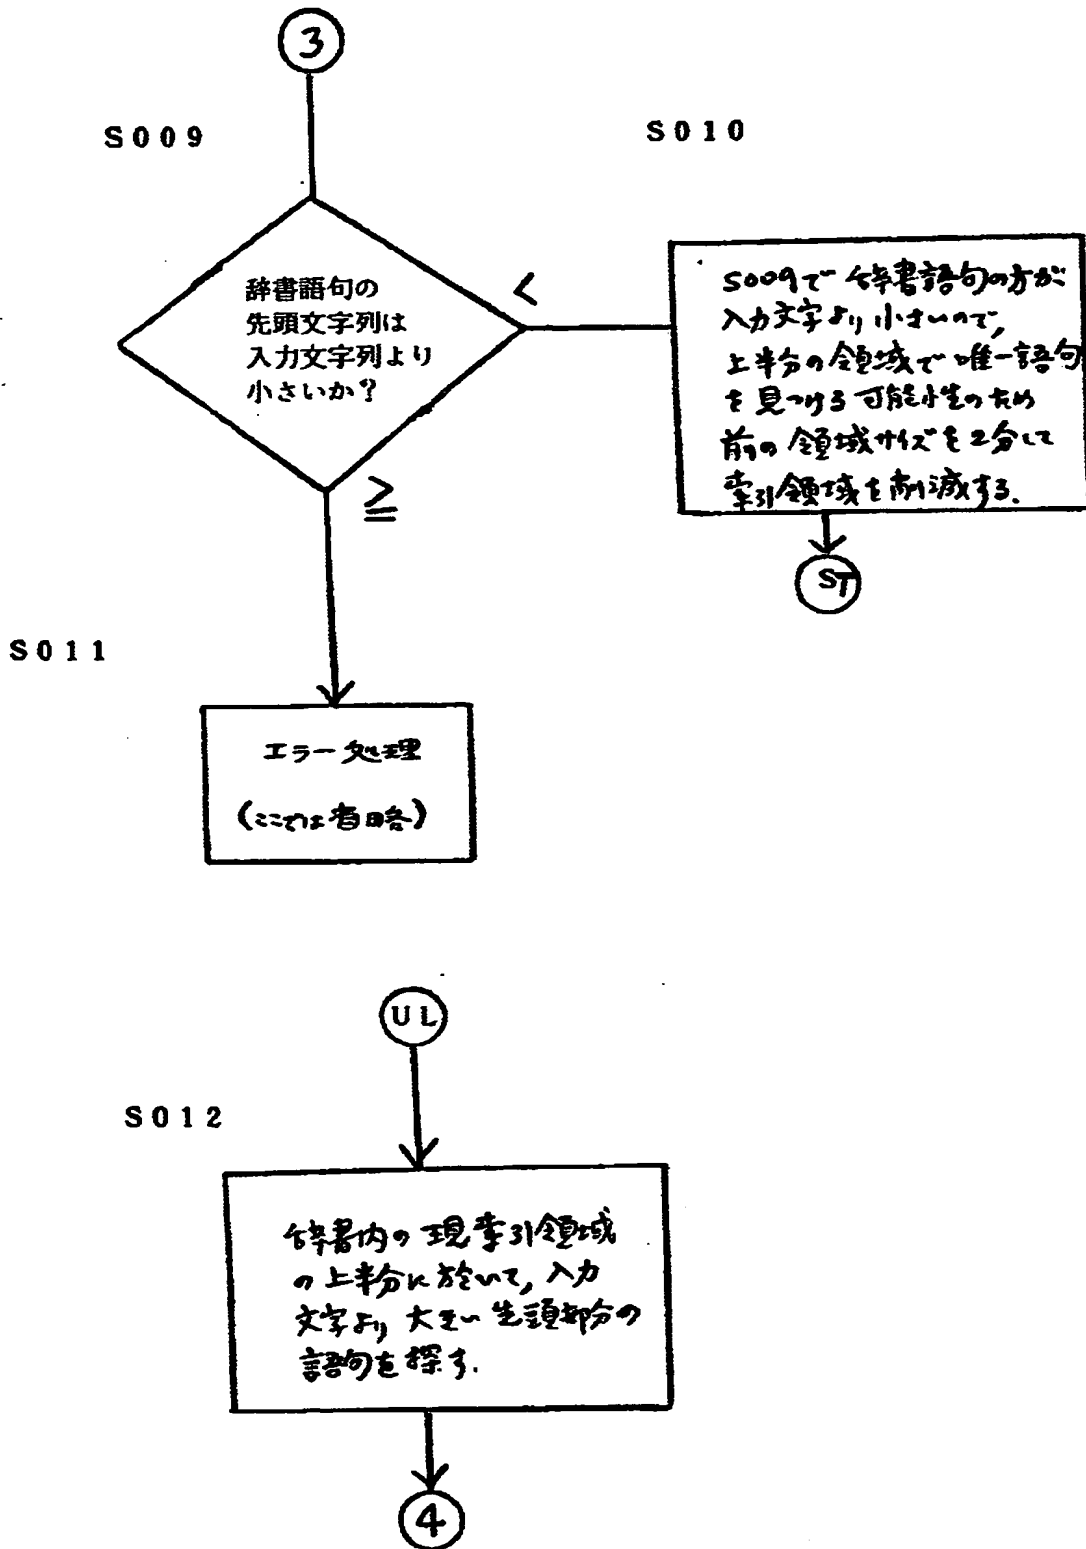 3
S009
S010
辞書語句の
先頭文字列は
入力文字列より
小さいか?
<
≧
S009で辞書語句の方が
入力文字より小さいので,
上半分の領域で唯一語句
を見つける可能性のため
前の領域サイズを2分して
索引領域を削減する.
ST
S011
エラー処理
(ここでは省略)
UL
S012
辞書内の現索引領域
の上半分に於いて,入力
文字より大きい先頭部分の
語句を探す.
4